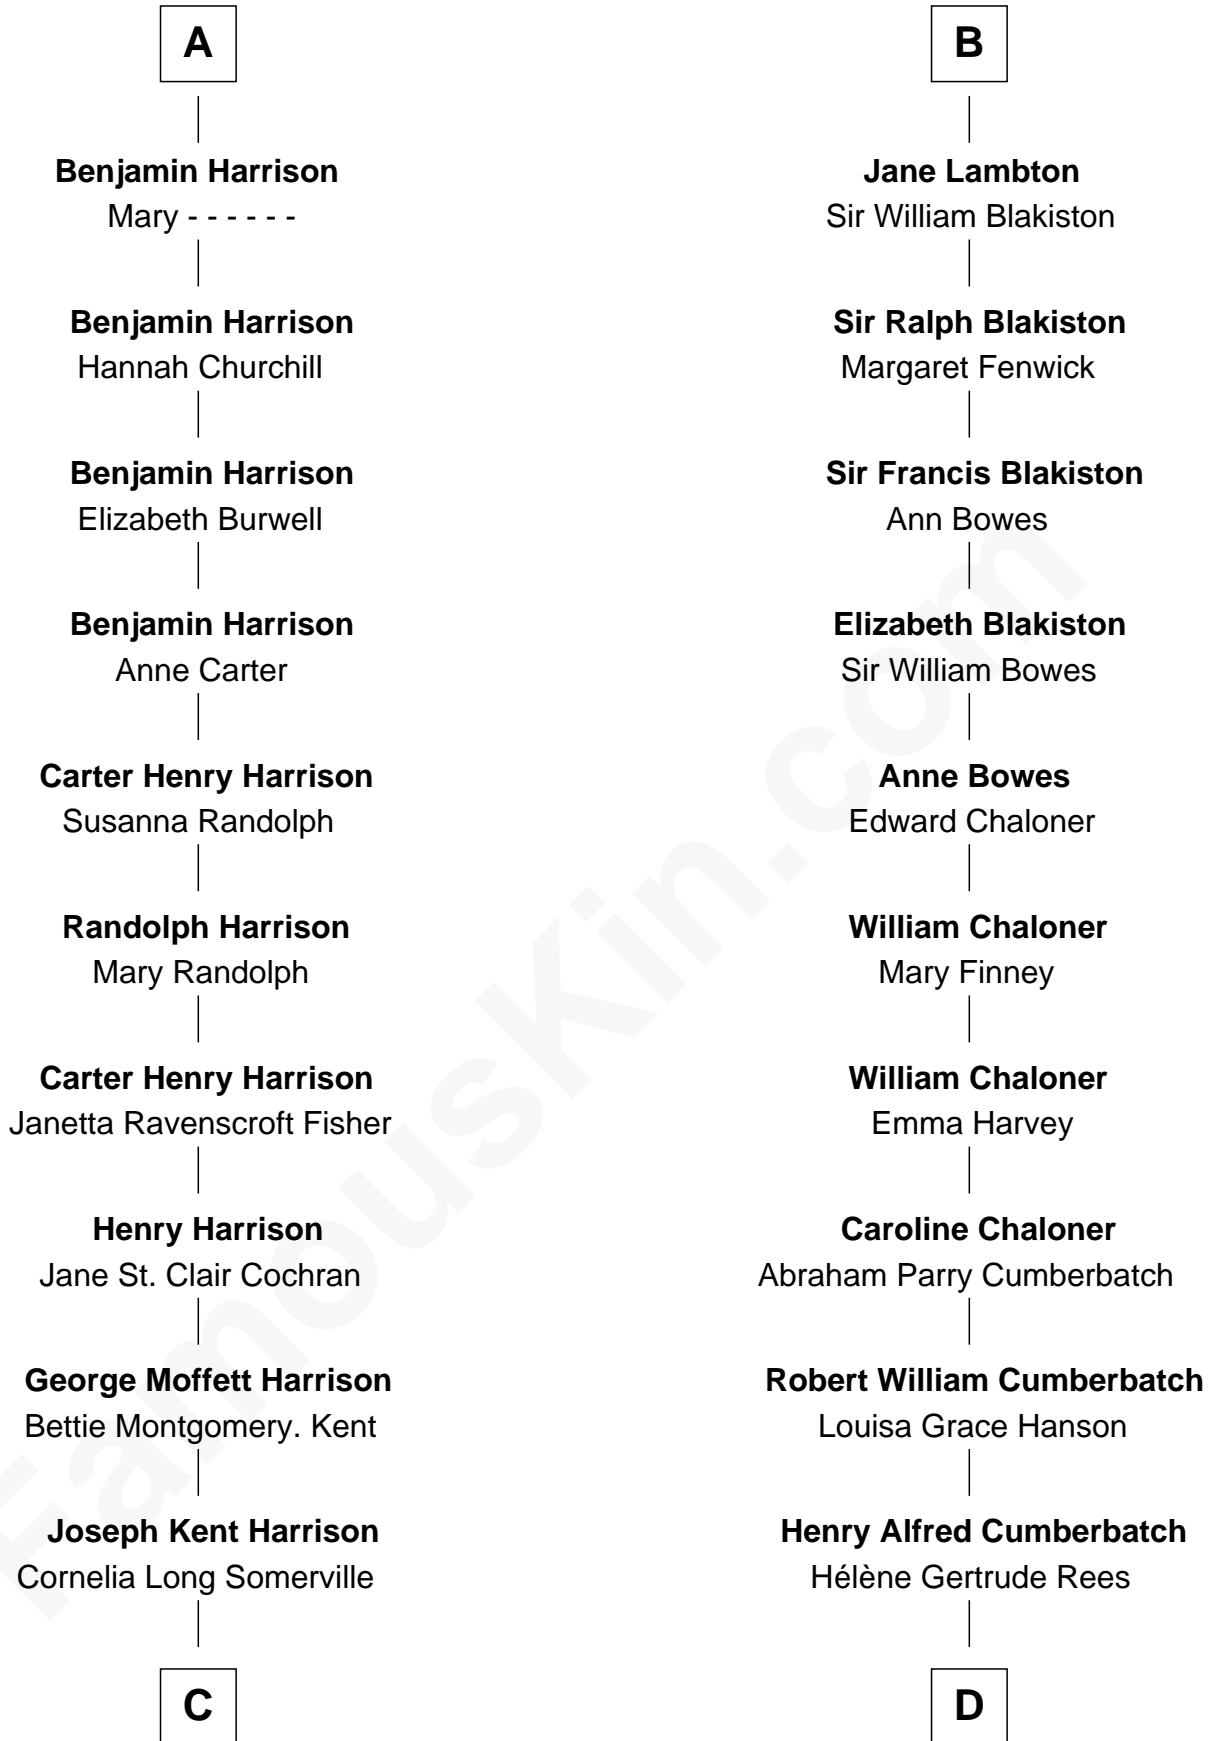 A
Benjamin Harrison
Mary - - - - - -
Benjamin Harrison
Hannah Churchill
Benjamin Harrison
Elizabeth Burwell
Benjamin Harrison
Anne Carter
Carter Henry Harrison
Susanna Randolph
Randolph Harrison
Mary Randolph
Carter Henry Harrison
Janetta Ravenscroft Fisher
Henry Harrison
Jane St. Clair Cochran
George Moffett Harrison
Bettie Montgomery. Kent
Joseph Kent Harrison
Cornelia Long Somerville
C
B
Jane Lambton
Sir William Blakiston
Sir Ralph Blakiston
Margaret Fenwick
Sir Francis Blakiston
Ann Bowes
Elizabeth Blakiston
Sir William Bowes
Anne Bowes
Edward Chaloner
William Chaloner
Mary Finney
William Chaloner
Emma Harvey
Caroline Chaloner
Abraham Parry Cumberbatch
Robert William Cumberbatch
Louisa Grace Hanson
Henry Alfred Cumberbatch
Hélène Gertrude Rees
D
FamousKin.com